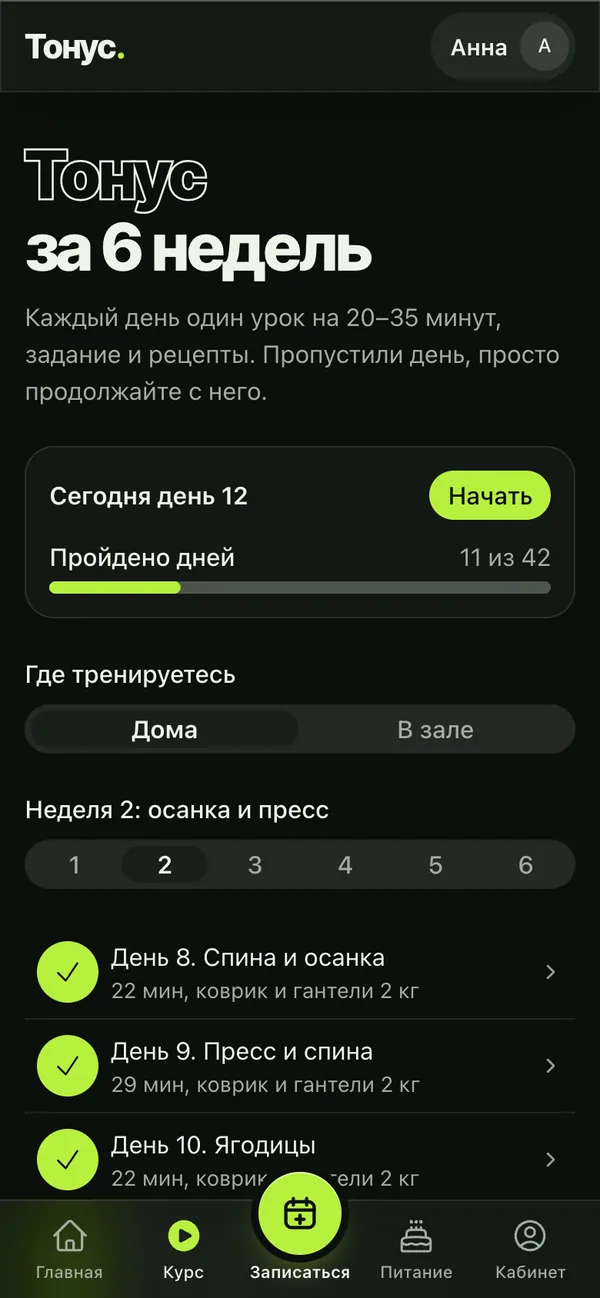 Тонус.
Анна
А
Тонус
за 6 недель
Каждый день один урок на 20–35 минут,
задание и рецепты. Пропустили день, просто
продолжайте с него.
Сегодня день 12
Начать
Пройдено дней
11 из 42
Где тренируетесь
Дома
В зале
Неделя 2: осанка и пресс
1 2 3 4 5 6
День 8. Спина и осанка
22 мин, коврик и гантели 2 кг
День 9. Пресс и спина
29 мин, коврик и гантели 2 кг
День 10. Ягодицы
22 мин, коврик тели 2 кг
Главная
Курс
Записаться
Питание
Кабинет